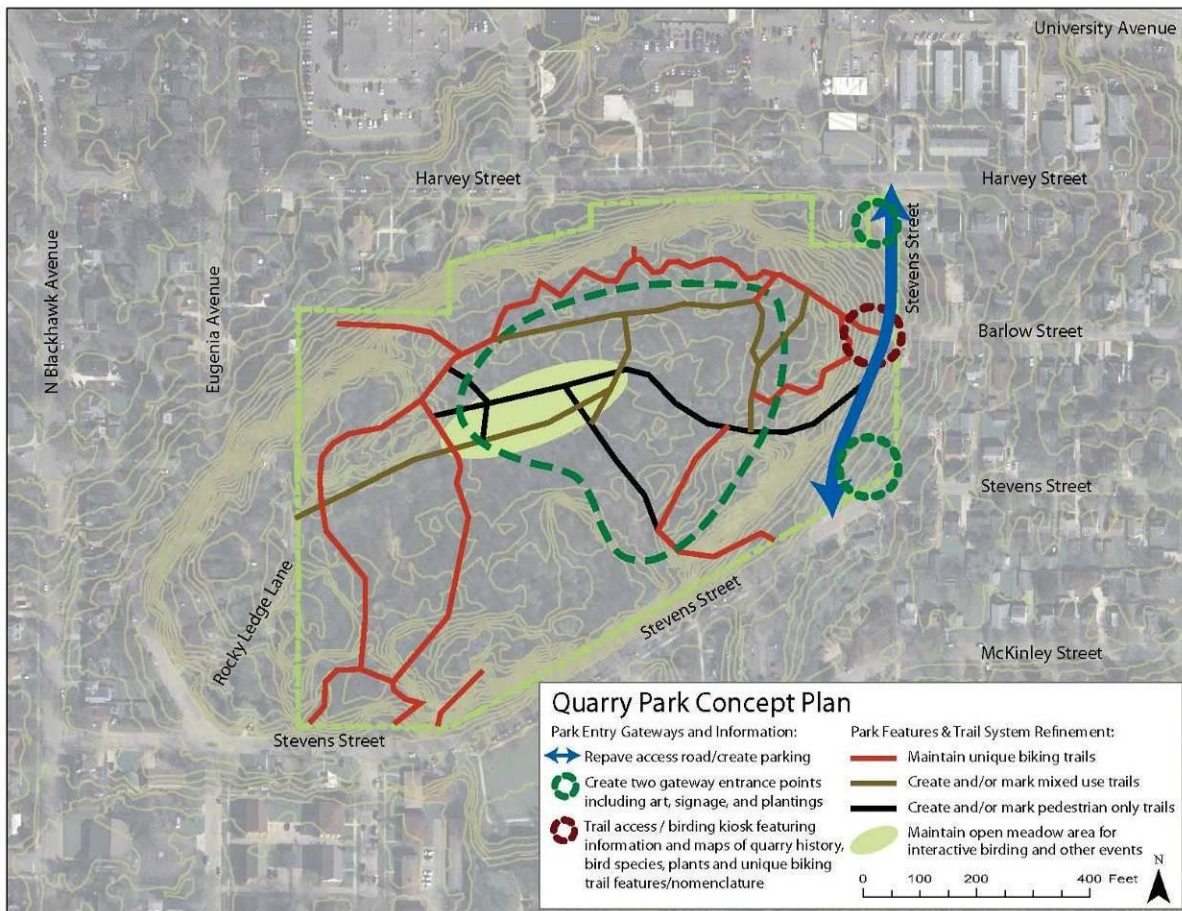 University Avenue
Harvey Street
Harvey Street
Stevens Street
N Blackhawk Avenue
Eugenia Avenue
Barlow Street
Stevens Street
Rocky Ledge Lane
Stevens Street
McKinley Street
Stevens Street
Quarry Park Concept Plan
Park Entry Gateways and Information:
Repave access road/create parking
Create two gateway entrance points
including art, signage, and plantings
Trail access / birding kiosk featuring
information and maps of quarry history,
bird species, plants and unique biking
trail features/nomenclature
Park Features & Trail System Refinement:
Maintain unique biking trails
Create and/or mark mixed use trails
Create and/or mark pedestrian only trails
Maintain open meadow area for
interactive birding and other events
N
0 100 200 400 Feet